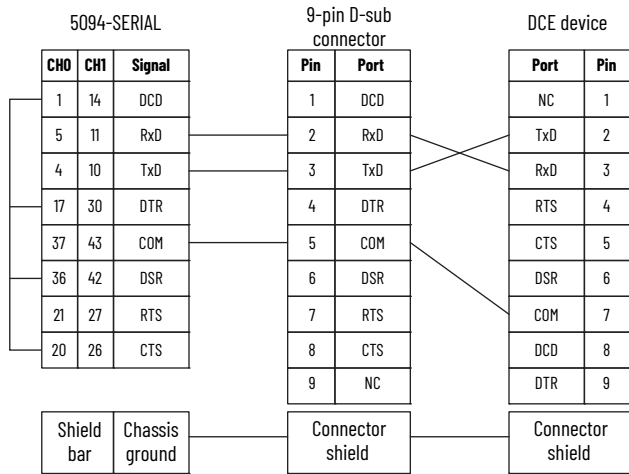 5094-SERIAL
9-pin D-sub
connector
DCE device
CH0 CH1 Signal
Pin Port
Port Pin
1 14 DCD
1 DCD
NC 1
5 11 RxD
2 RxD
TxD 2
4 10 TxD
3 TxD
RxD 3
17 30 DTR
4 DTR
RTS 4
37 43 COM
5 COM
CTS 5
36 42 DSR
6 DSR
DSR 6
21 27 RTS
7 RTS
COM 7
20 26 CTS
8 CTS
DCD 8
9 NC
DTR 9
Shield
bar
Chassis
ground
Connector
shield
Connector
shield